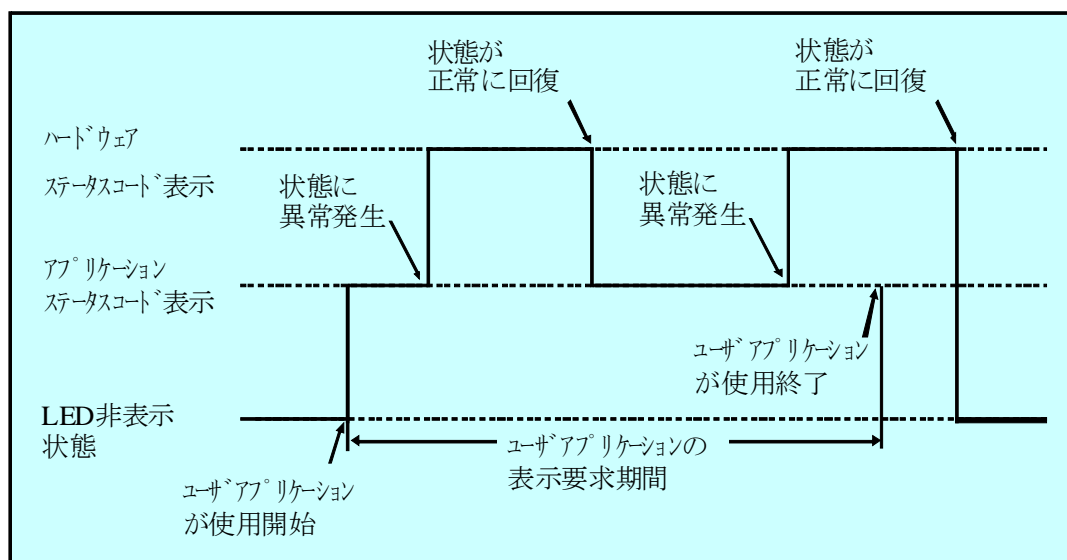 状態が
正常に回復
状態が
正常に回復
ﾊｰﾄﾞｳｪｱ
ｽﾃｰﾀｽｺｰﾄﾞ表示
状態に
異常発生
状態に
異常発生
ｱﾌﾟﾘｹｰｼｮﾝ
ｽﾃｰﾀｽｺｰﾄﾞ表示
ﾕｰｻﾞｱﾌﾟﾘｹｰｼｮﾝ
が使用終了
LED非表示
状態
ﾕｰｻﾞｱﾌﾟﾘｹｰｼｮﾝの
表示要求期間
ﾕｰｻﾞｱﾌﾟﾘｹｰｼｮﾝ
が使用開始